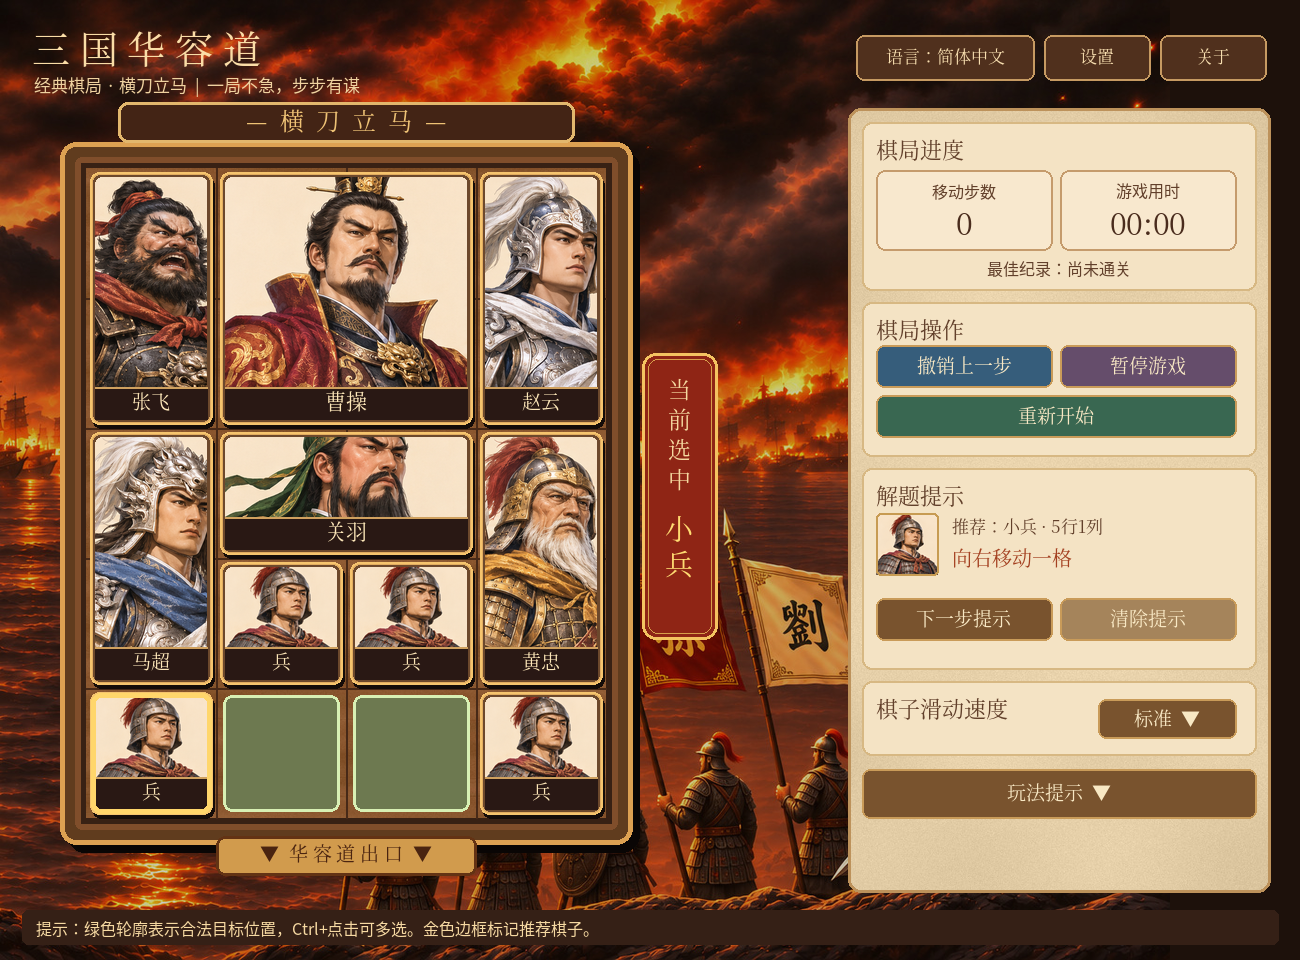 三国华容道
经典棋局 · 横刀立马 | 一局不急，步步有谋
语言：简体中文
设置
关于
— 横刀立马 —
张飞
曹操
赵云
马超
关羽
黄忠
兵
兵
兵
兵
▼ 华容道出口 ▼
当前选中 小兵
劉
棋局进度
移动步数
0
游戏用时
00:00
最佳纪录：尚未通关
棋局操作
撤销上一步
暂停游戏
重新开始
解题提示
推荐：小兵 · 5行1列
向右移动一格
下一步提示
清除提示
棋子滑动速度
标准 ▼
玩法提示 ▼
提示：绿色轮廓表示合法目标位置，Ctrl+点击可多选。金色边框标记推荐棋子。